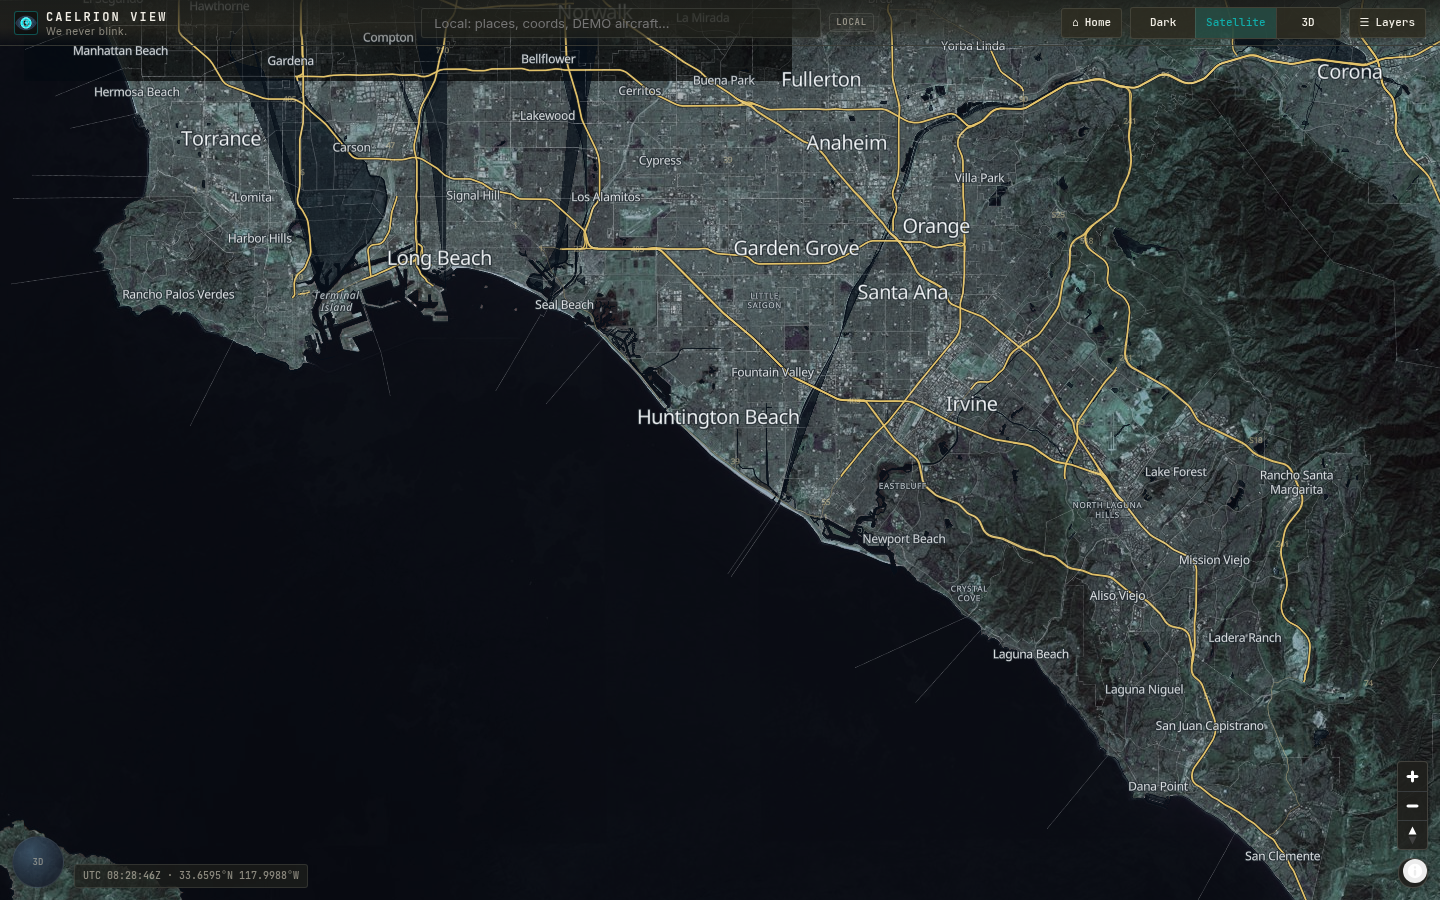 CAELRION VIEW
We never blink.
Local: places, coords, DEMO aircraft...
LOCAL
⌂ Home
Dark
Satellite
3D
☰ Layers
Hawthorne
Norwalk
La Mirada
Compton
Manhattan Beach
Gardena
Bellflower
Yorba Linda
Corona
Hermosa Beach
Buena Park
Fullerton
Cerritos
Lakewood
Torrance
Carson
Anaheim
Cypress
Villa Park
Lomita
Signal Hill
Los Alamitos
Orange
Harbor Hills
Garden Grove
Long Beach
Rancho Palos Verdes
Terminal
Island
Seal Beach
LITTLE
SAIGON
Santa Ana
Fountain Valley
Irvine
Huntington Beach
Lake Forest
Rancho Santa
Margarita
EASTBLUFF
NORTH LAGUNA
HILLS
Newport Beach
Mission Viejo
CRYSTAL
COVE
Aliso Viejo
Ladera Ranch
Laguna Beach
Laguna Niguel
San Juan Capistrano
Dana Point
San Clemente
3D
UTC 08:28:46Z · 33.6595°N 117.9988°W